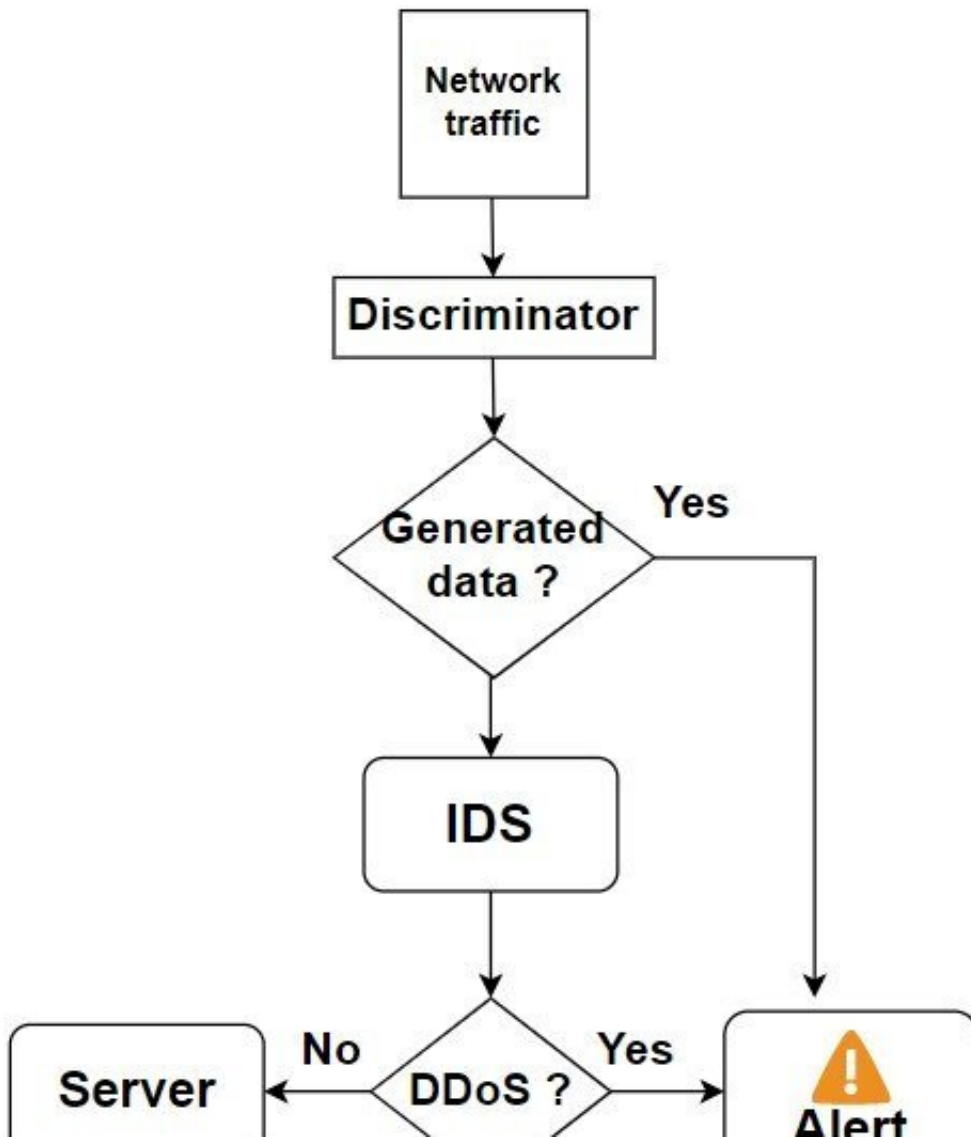 Network
traffic
Discriminator
Yes
Generated
data ?
IDS
No
Yes
Server
DDoS ?
Alert